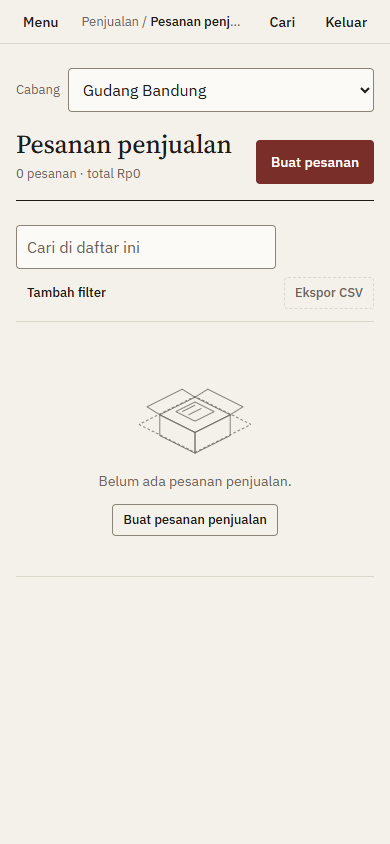 Menu
Penjualan / Pesanan penj…
Cari
Keluar
Cabang
Gudang Bandung
Pesanan penjualan
0 pesanan · total Rp0
Buat pesanan
Cari di daftar ini
Tambah filter
Ekspor CSV
Belum ada pesanan penjualan.
Buat pesanan penjualan